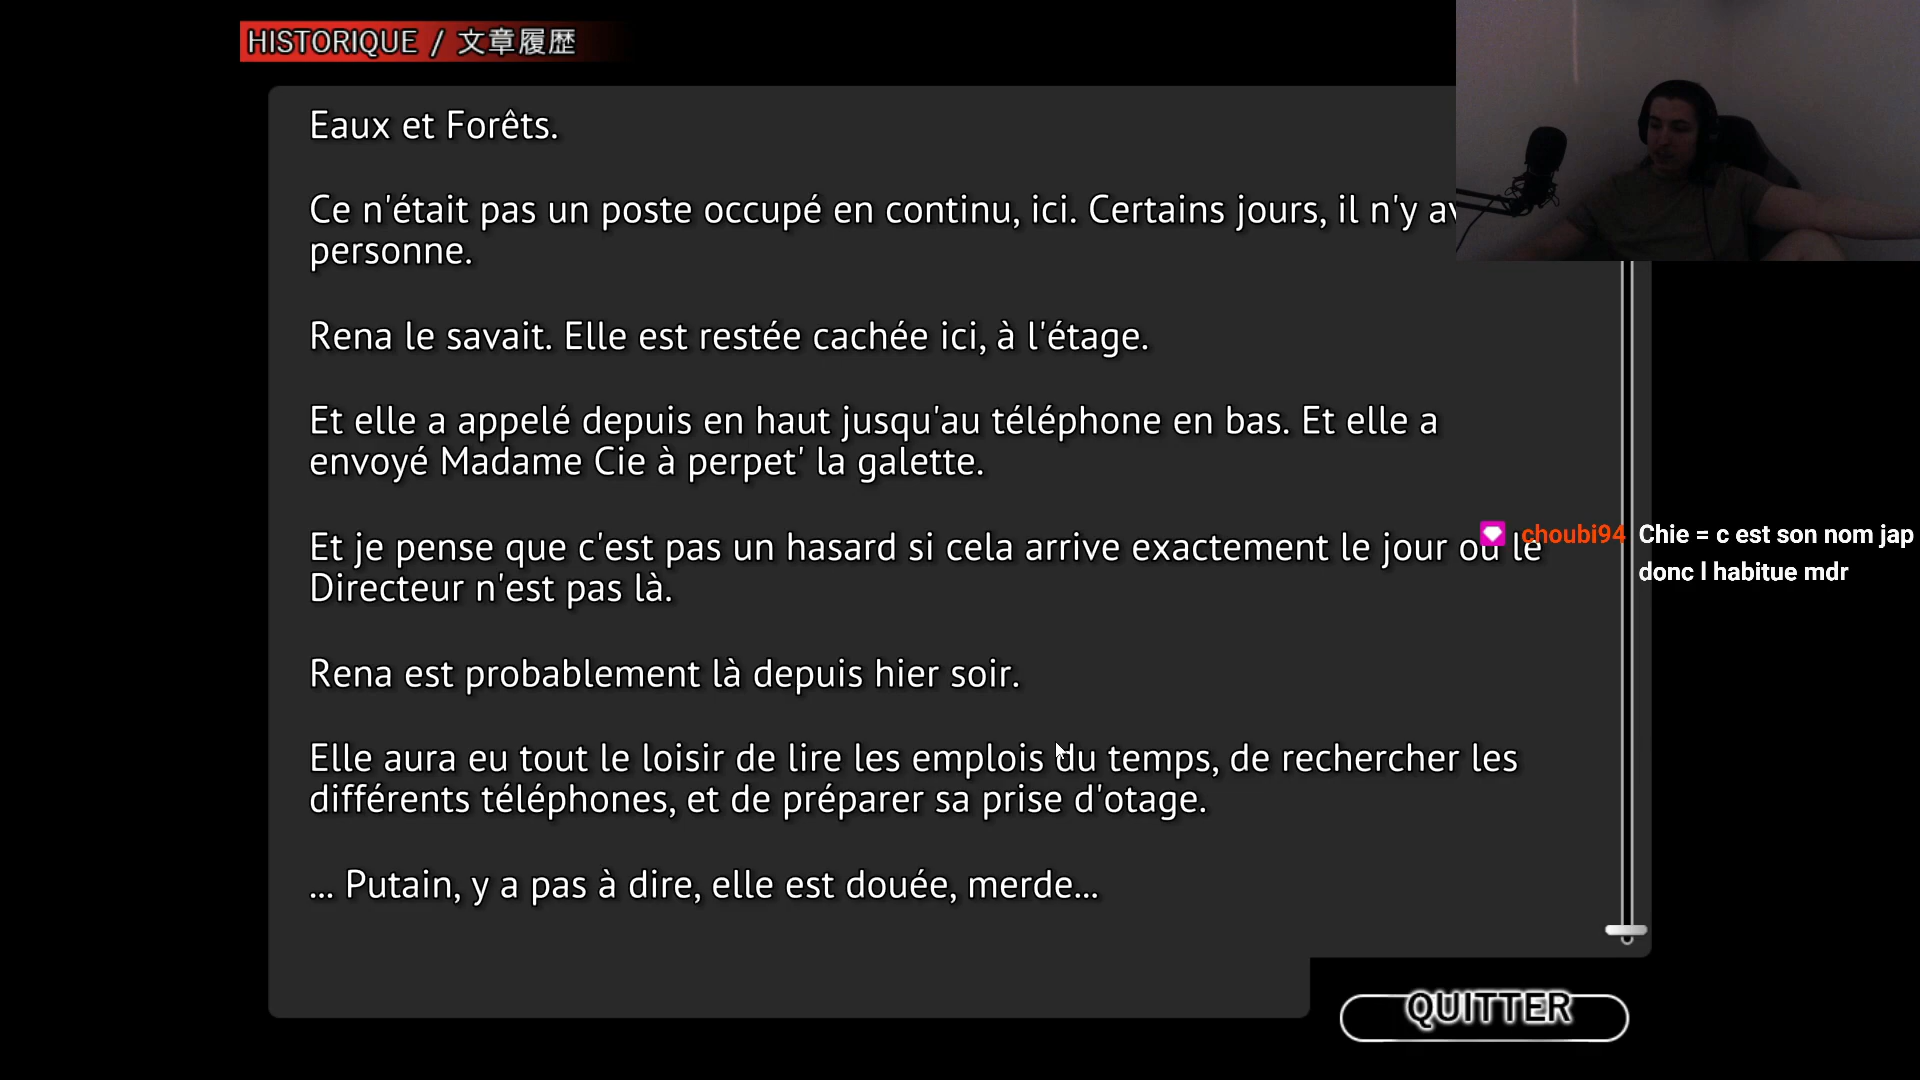 HISTORIQUE / 文章履歴
Eaux et Forêts.
Ce n'était pas un poste occupé en continu, ici. Certains jours, il n'y av
personne.
Rena le savait. Elle est restée cachée ici, à l'étage.
Et elle a appelé depuis en haut jusqu'au téléphone en bas. Et elle a
envoyé Madame Cie à perpet' la galette.
Et je pense que c'est pas un hasard si cela arrive exactement le jour où le
Directeur n'est pas là.
choubi94 Chie = c est son nom jap
donc l habitue mdr
Rena est probablement là depuis hier soir.
Elle aura eu tout le loisir de lire les emplois du temps, de rechercher les
différents téléphones, et de préparer sa prise d'otage.
... Putain, y a pas à dire, elle est douée, merde...
QUITTER